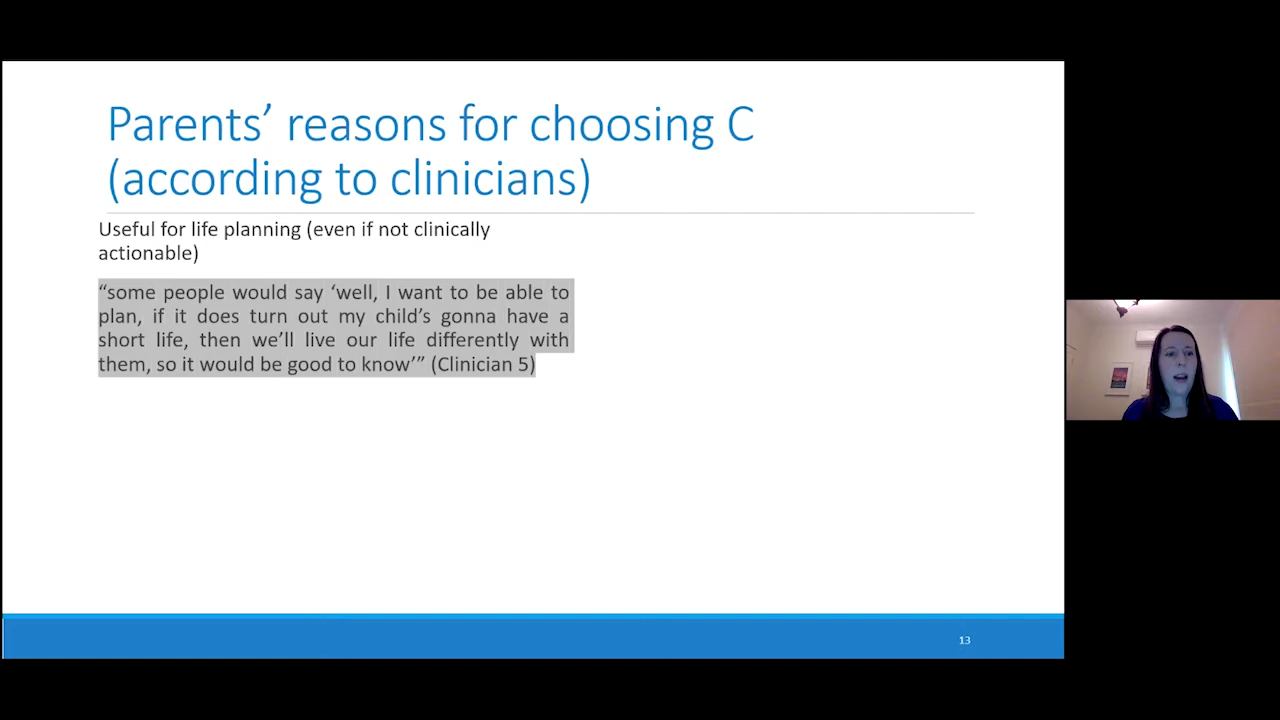 Parents’ reasons for choosing C
(according to clinicians)
Useful for life planning (even if not clinically
actionable)
“some people would say ‘well, I want to be able to
plan, if it does turn out my child’s gonna have a
short life, then we’ll live our life differently with
them, so it would be good to know’” (Clinician 5)
13